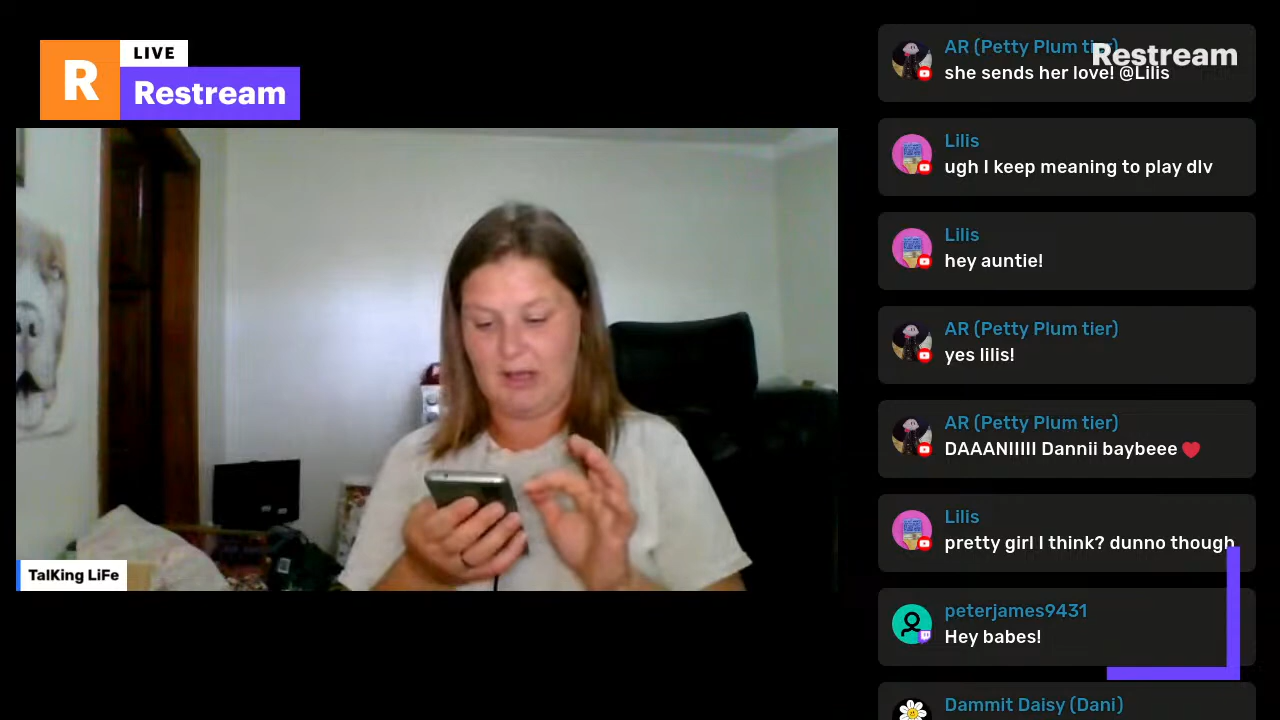 R
LIVE
Restream
TalKing LiFe
AR (Petty Plum tier)
Restream
she sends her love! @Lilis
Lilis
ugh I keep meaning to play dlv
Lilis
hey auntie!
AR (Petty Plum tier)
yes lilis!
AR (Petty Plum tier)
DAAANIIIII Dannii baybeee ❤️
Lilis
pretty girl I think? dunno though
peterjames9431
Hey babes!
Dammit Daisy (Dani)